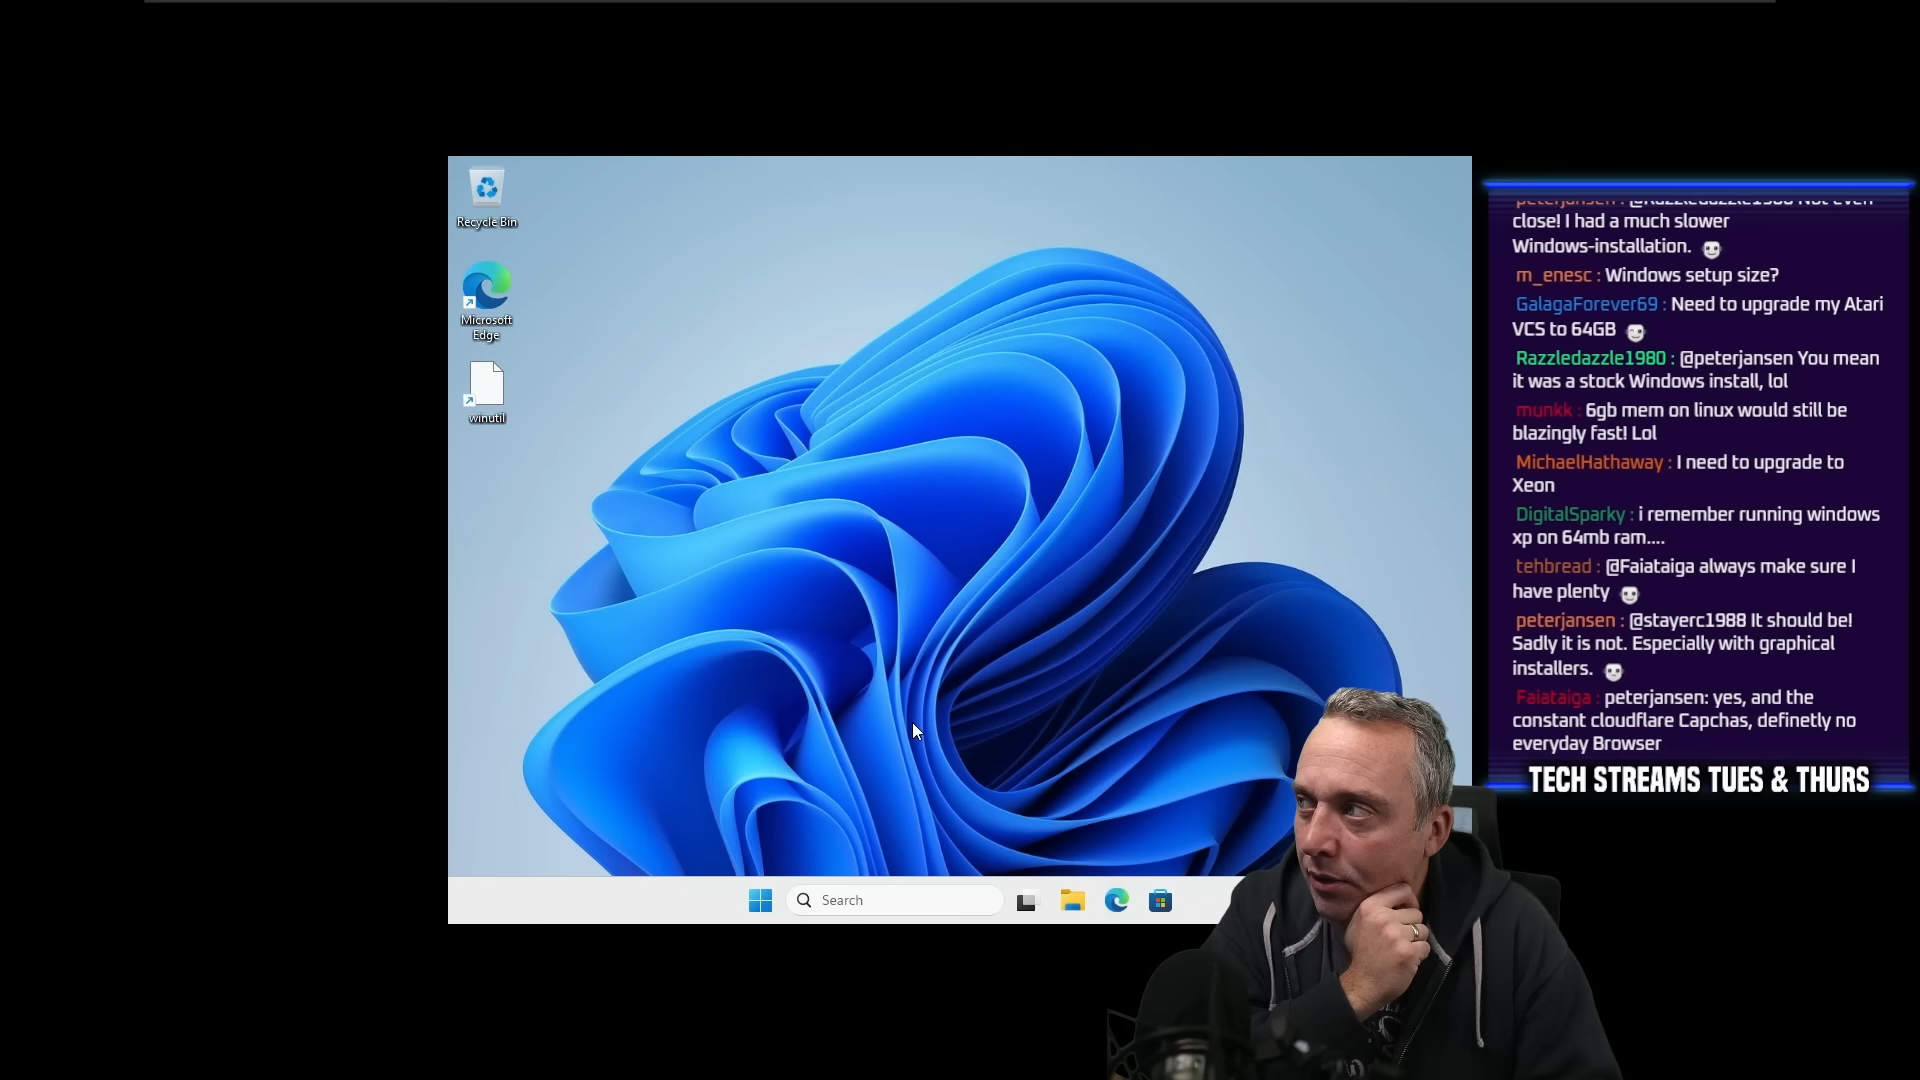 Recycle Bin
Microsoft
Edge
winutil
Search
close! I had a much slower
Windows-installation.
m_enesc : Windows setup size?
GalagaForever69 : Need to upgrade my Atari
VCS to 64GB
Razzledazzle1980 : @peterjansen You mean
it was a stock Windows install, lol
munkk : 6gb mem on linux would still be
blazingly fast! Lol
MichaelHathaway : I need to upgrade to
Xeon
DigitalSparky : i remember running windows
xp on 64mb ram....
tehbread : @Faiataiga always make sure I
have plenty
peterjansen : @stayerc1988 It should be!
Sadly it is not. Especially with graphical
installers.
Faiataiga : peterjansen: yes, and the
constant cloudflare Capchas, definetly no
everyday Browser
TECH STREAMS TUES & THURS